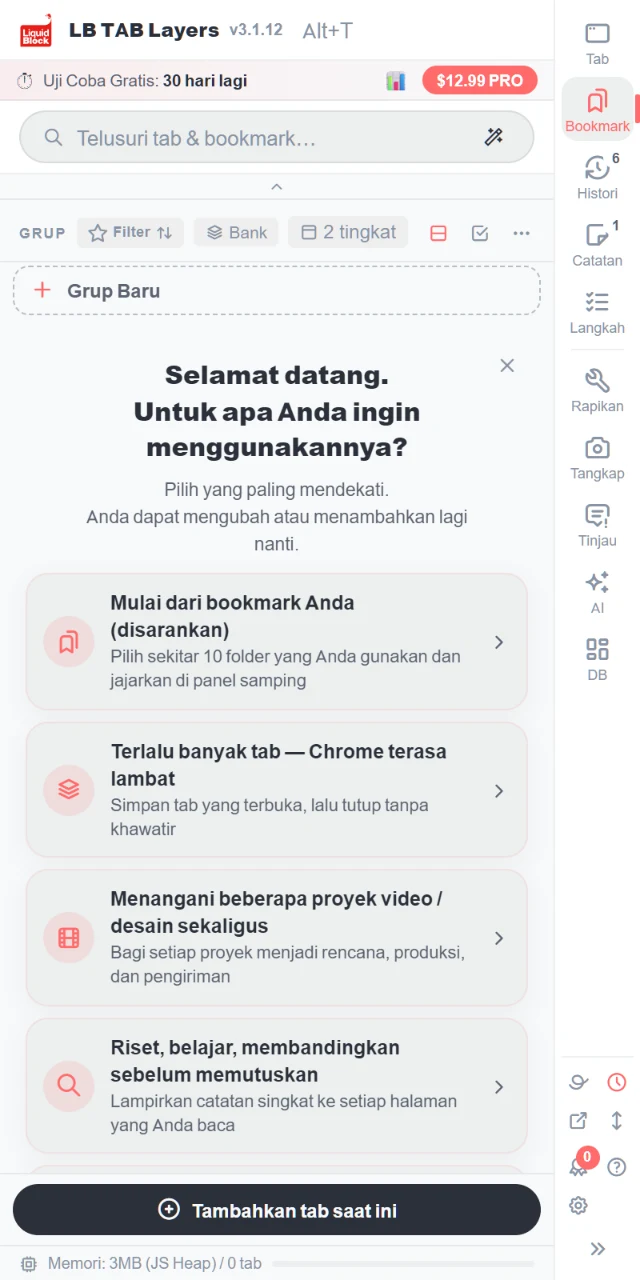 Liquid
Block
LB TAB Layers v3.1.12 Alt+T
Uji Coba Gratis: 30 hari lagi
$12.99 PRO
Telusuri tab & bookmark…
GRUP
Filter
Bank
2 tingkat
Grup Baru
Selamat datang.
Untuk apa Anda ingin
menggunakannya?
Pilih yang paling mendekati.
Anda dapat mengubah atau menambahkan lagi
nanti.
Mulai dari bookmark Anda
(disarankan)
Pilih sekitar 10 folder yang Anda gunakan dan
jajarkan di panel samping
Terlalu banyak tab — Chrome terasa
lambat
Simpan tab yang terbuka, lalu tutup tanpa
khawatir
Menangani beberapa proyek video /
desain sekaligus
Bagi setiap proyek menjadi rencana, produksi,
dan pengiriman
Riset, belajar, membandingkan
sebelum memutuskan
Lampirkan catatan singkat ke setiap halaman
yang Anda baca
Tambahkan tab saat ini
Memori: 3MB (JS Heap) / 0 tab
Tab
Bookmark
6
Histori
1
Catatan
Langkah
Rapikan
Tangkap
Tinjau
AI
DB
0